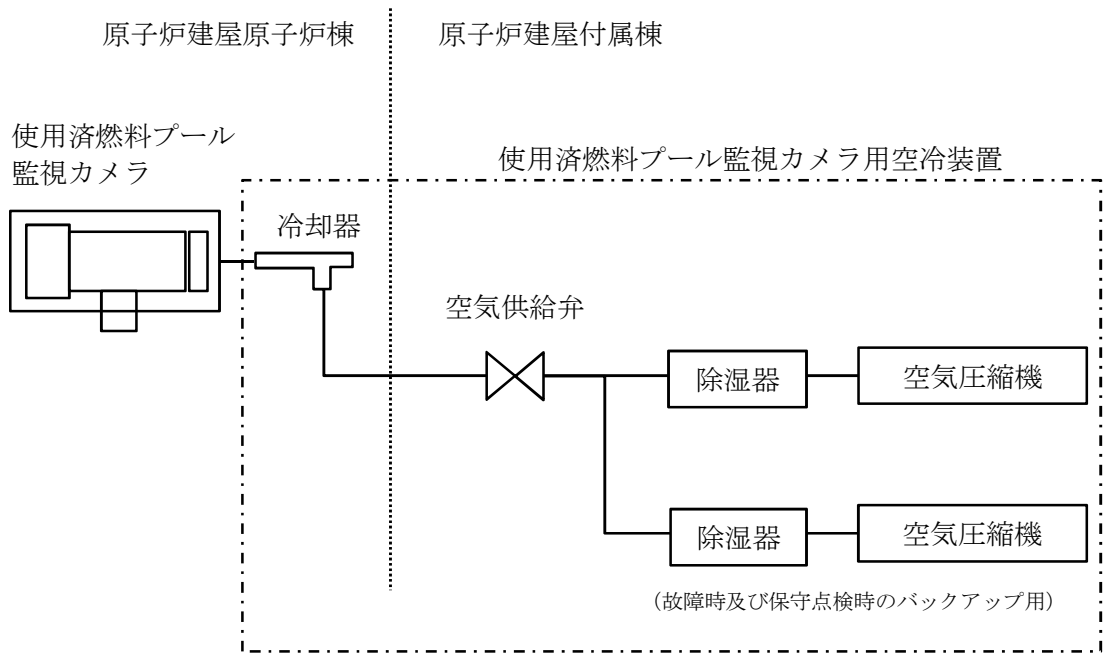 原子炉建屋原子炉棟
原子炉建屋付属棟
使用済燃料プール
監視カメラ
使用済燃料プール監視カメラ用空冷装置
冷却器
空気供給弁
除湿器
空気圧縮機
除湿器
空気圧縮機
（故障時及び保守点検時のバックアップ用）